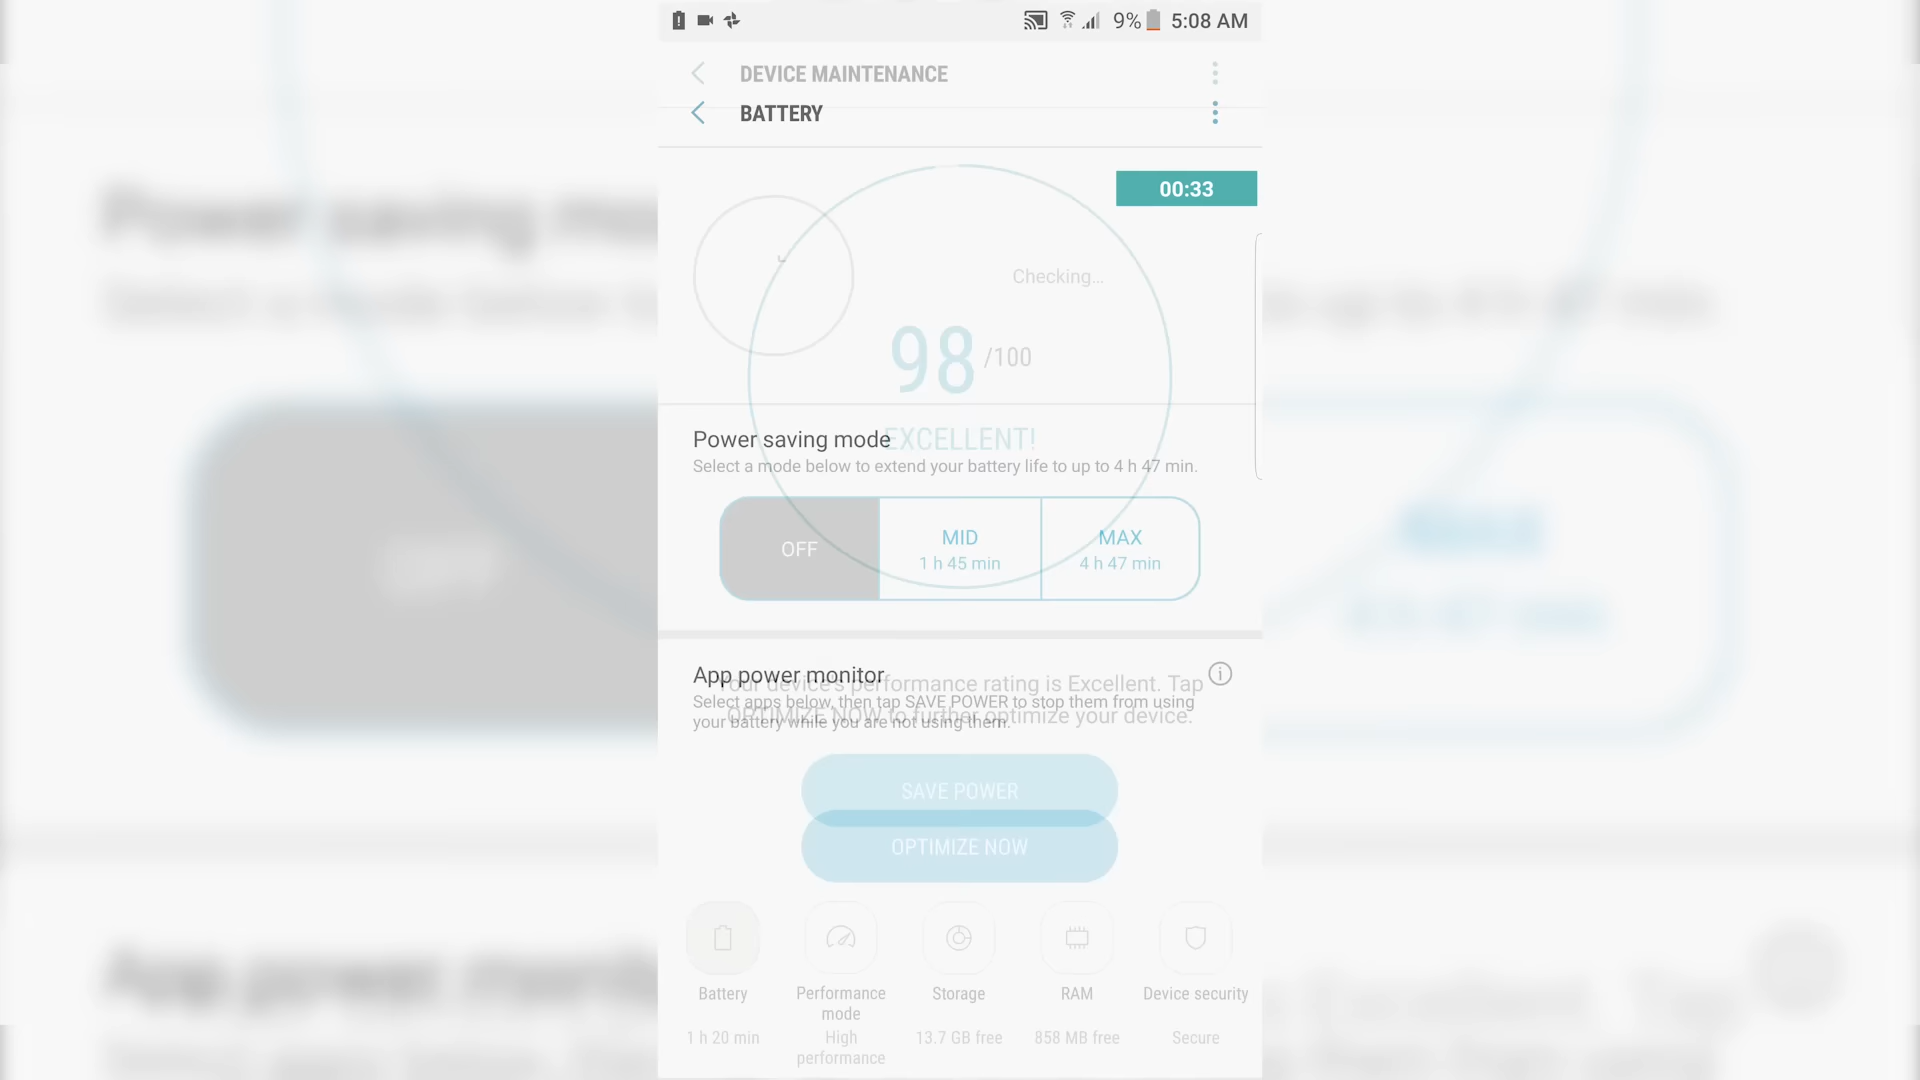 9% 5:08 AM
DEVICE MAINTENANCE
BATTERY
00:33
Checking...
98 /100
EXCELLENT!
Power saving mode
Select a mode below to extend your battery life to up to 4 h 47 min.
OFF
MID
1 h 45 min
MAX
4 h 47 min
App power monitor
Your device's performance rating is Excellent. Tap
OPTIMIZE NOW to further optimize your device.
Select apps below, then tap SAVE POWER to stop them from using
your battery while you are not using them.
SAVE POWER
OPTIMIZE NOW
Battery
1 h 20 min
Performance
mode
High
performance
Storage
13.7 GB free
RAM
858 MB free
Device security
Secure